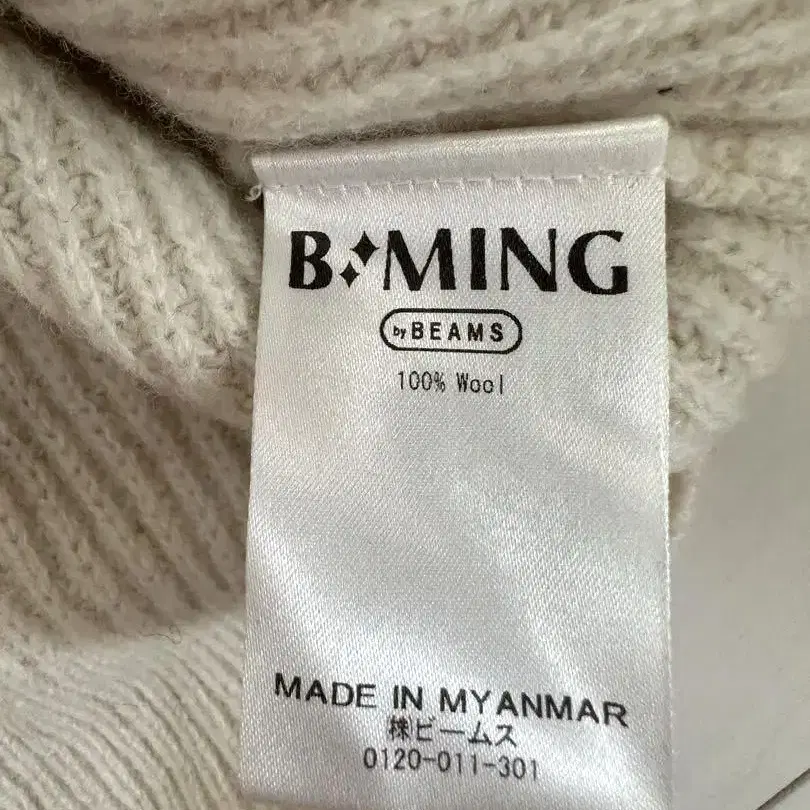 B✦✦MING
by BEAMS
100% Wool
MADE IN MYANMAR
㈱ビームス
0120-011-301